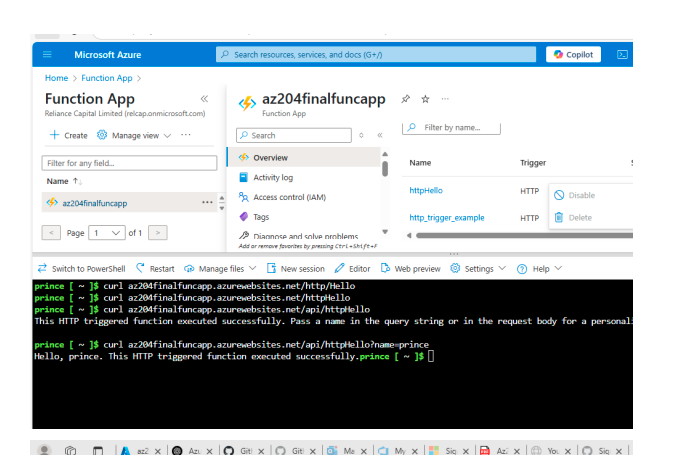 Microsoft Azure
Search resources, services, and docs (G+/)
Copilot
Home > Function App >
Function App
Reliance Capital Limited (relcap.onmicrosoft.com)
+ Create Manage view ...
Filter for any field...
Name ↑↓
az204finalfuncapp ...
< Page 1 of 1 >
az204finalfuncapp
Function App
Search
Overview
Activity log
Access control (IAM)
Tags
Diagnose and solve problems
Add or remove favorites by pressing Ctrl+Shift+F
Filter by name...
Name Trigger S
httpHello HTTP
http_trigger_example HTTP
Disable
Delete
Switch to PowerShell Restart Manage files New session Editor Web preview Settings Help
prince [ ~ ]$ curl az204finalfuncapp.azurewebsites.net/http/Hello
prince [ ~ ]$ curl az204finalfuncapp.azurewebsites.net/httpHello
prince [ ~ ]$ curl az204finalfuncapp.azurewebsites.net/api/httpHello
This HTTP triggered function executed successfully. Pass a name in the query string or in the request body for a personal
prince [ ~ ]$ curl az204finalfuncapp.azurewebsites.net/api/httpHello?name=prince
Hello, prince. This HTTP triggered function executed successfully.prince [ ~ ]$
az2 Azu Git Git Ma My Sig Az Yo Sig